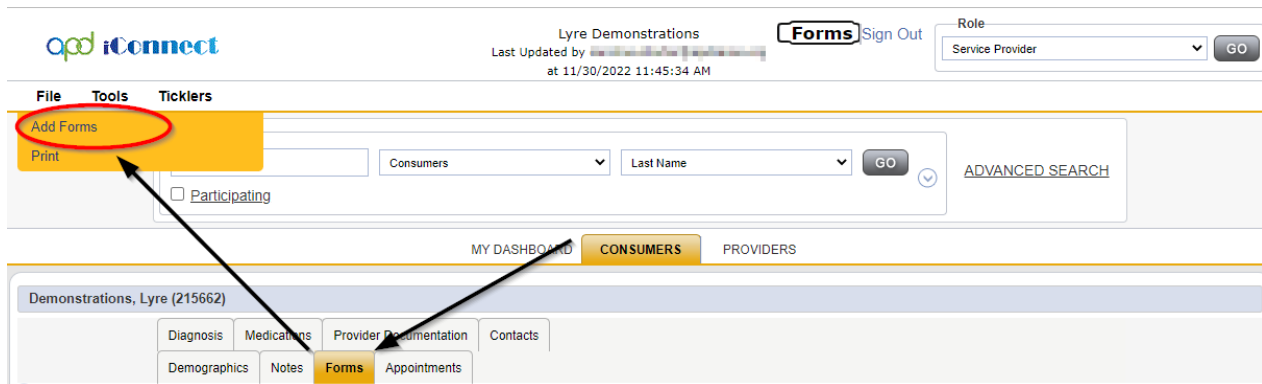 apd iConnect
Lyre Demonstrations
Last Updated by
at 11/30/2022 11:45:34 AM
Forms Sign Out
Role
Service Provider GO
File Tools Ticklers
Add Forms
Print
Consumers Last Name GO
ADVANCED SEARCH
Participating
MY DASHBOARD CONSUMERS PROVIDERS
Demonstrations, Lyre (215662)
Diagnosis Medications Provider Documentation Contacts
Demographics Notes Forms Appointments